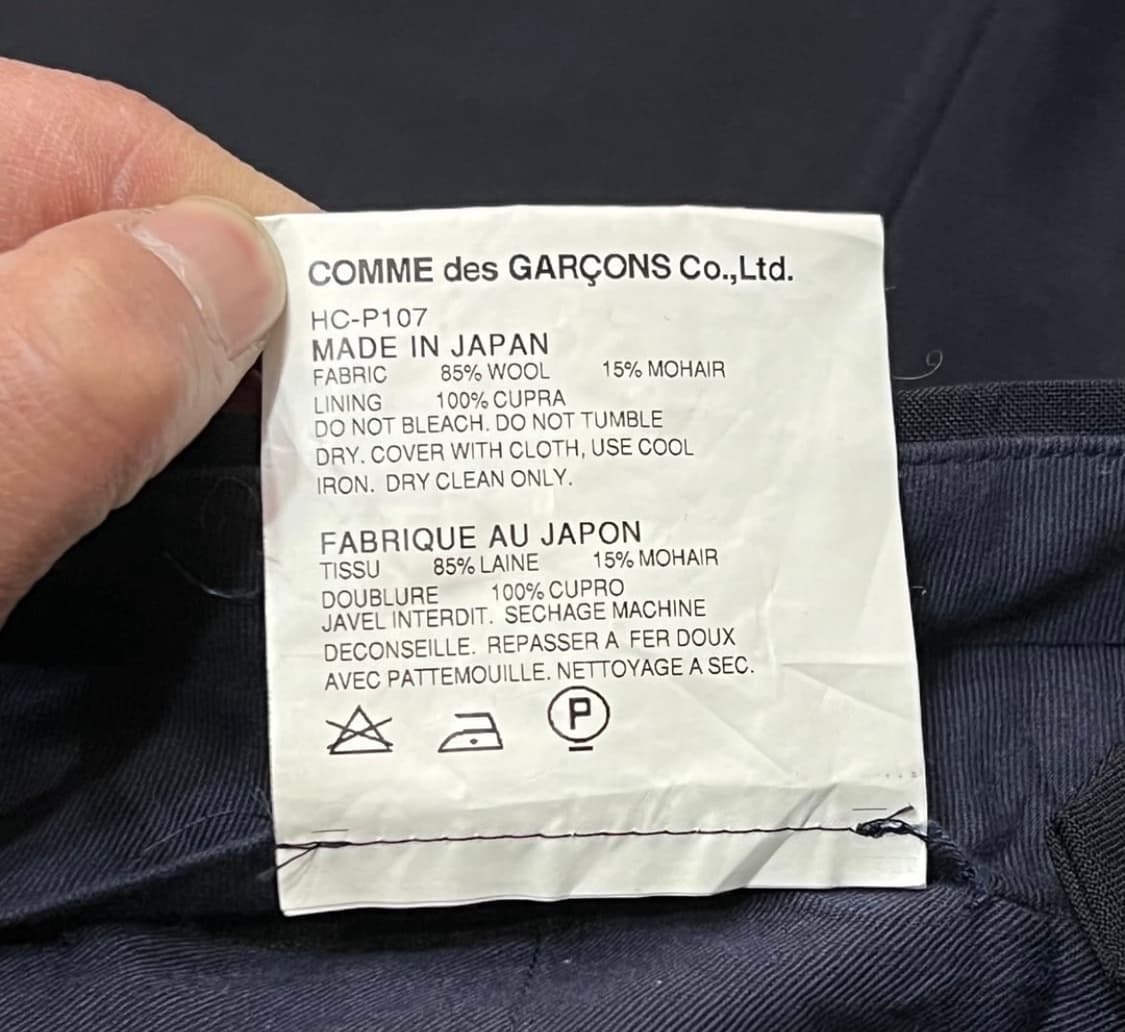 COMME des GARÇONS Co.,Ltd.
HC-P107
MADE IN JAPAN
FABRIC 85% WOOL 15% MOHAIR
LINING 100% CUPRA
DO NOT BLEACH. DO NOT TUMBLE
DRY. COVER WITH CLOTH, USE COOL
IRON. DRY CLEAN ONLY.
FABRIQUE AU JAPON
TISSU 85% LAINE 15% MOHAIR
DOUBLURE 100% CUPRO
JAVEL INTERDIT. SECHAGE MACHINE
DECONSEILLE. REPASSER A FER DOUX
AVEC PATTEMOUILLE. NETTOYAGE A SEC.
P